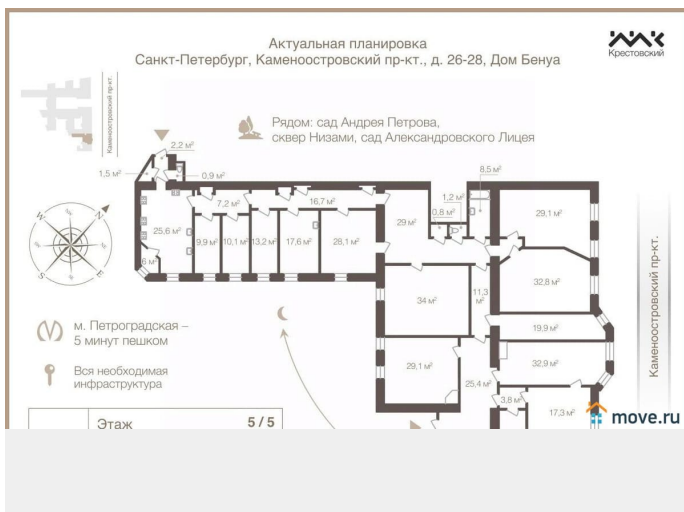 Актуальная планировка
Санкт-Петербург, Каменоостровский пр-кт., д. 26-28, Дом Бенуа
Крестовский
Каменоостровский пр-кт.
Рядом: сад Андрея Петрова,
сквер Низами, сад Александровского Лицея
2,2 м²
1,5 м²
0,9 м²
8,5 м²
7,2 м²
16,7 м²
1,2 м²
0,8 м²
29 м²
29,1 м²
25,6 м²
9,9 м²
10,1 м²
13,2 м²
17,6 м²
28,1 м²
6 м²
W
N
S
E
34 м²
11,3 м²
32,8 м²
19,9 м²
м. Петроградская –
5 минут пешком
29,1 м²
25,4 м²
32,9 м²
Каменоостровский пр-кт.
Вся необходимая
инфраструктура
3,8 м²
17,3 м²
Этаж 5 / 5
move.ru